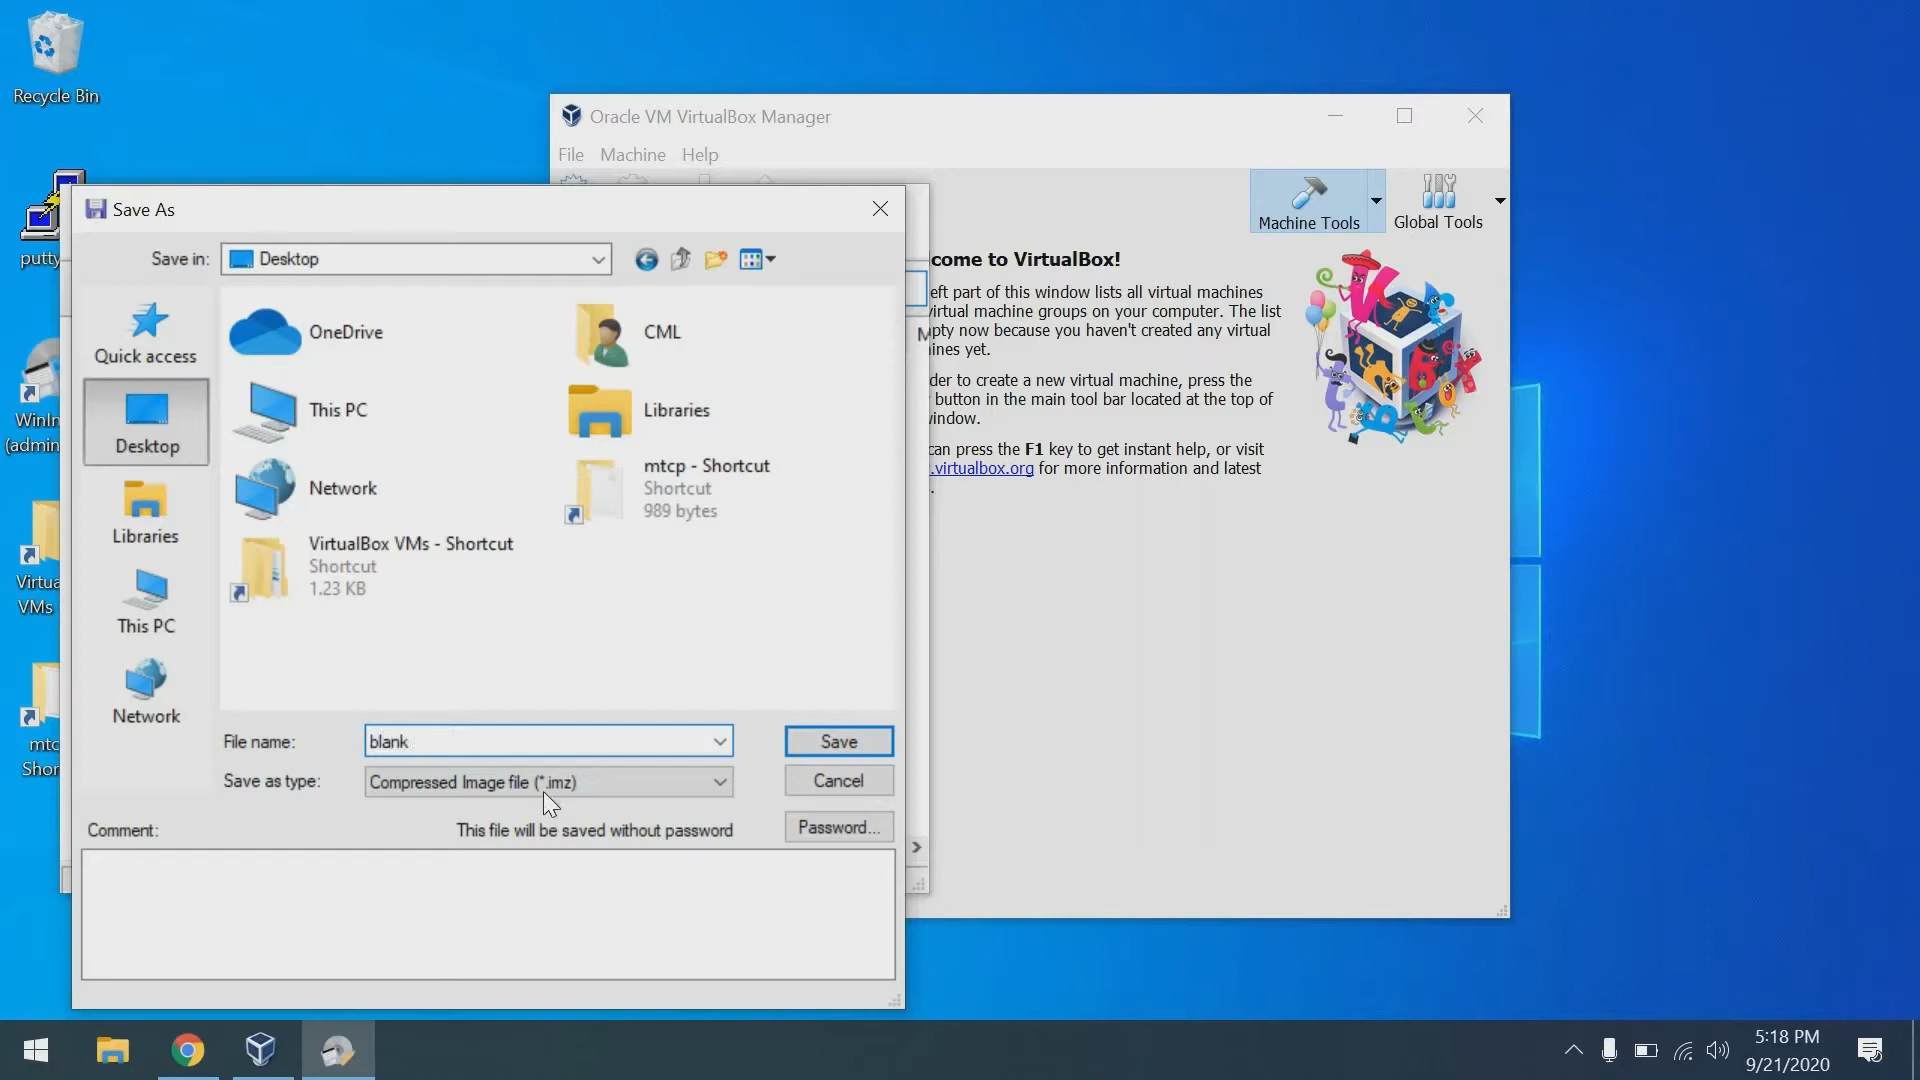 Recycle Bin
putty
WinIn
(admin
Virtua
VMs
mtc
Shor
Oracle VM VirtualBox Manager
File Machine Help
Machine Tools
Global Tools
come to VirtualBox!
eft part of this window lists all virtual machines
virtual machine groups on your computer. The list
pty now because you haven't created any virtual
ines yet.
der to create a new virtual machine, press the
button in the main tool bar located at the top of
indow.
can press the F1 key to get instant help, or visit
.virtualbox.org for more information and latest
.
Save As
Save in: Desktop
Quick access
Desktop
Libraries
This PC
Network
OneDrive
CML
This PC
Libraries
Network
mtcp - Shortcut
Shortcut
989 bytes
VirtualBox VMs - Shortcut
Shortcut
1.23 KB
File name: blank
Save
Save as type: Compressed Image file (*.imz)
Cancel
Comment:
This file will be saved without password
Password...
5:18 PM
9/21/2020